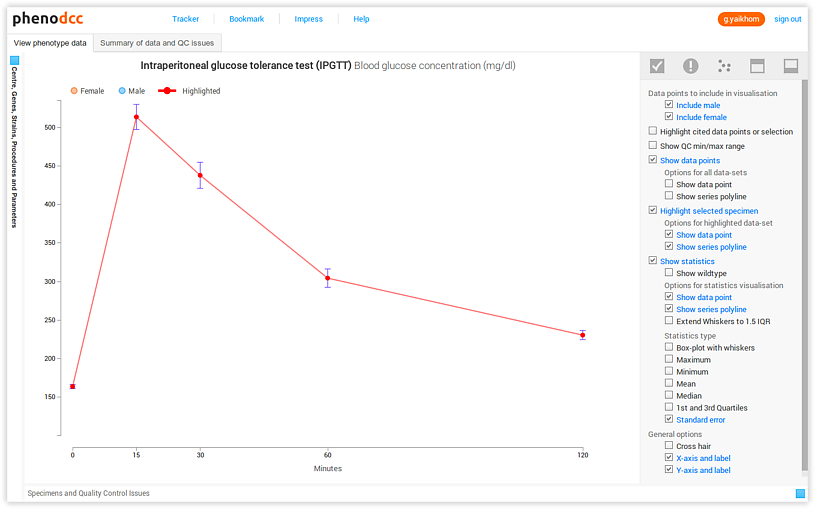 phenodcc
Tracker
Bookmark
Impress
Help
g.yaikhom
sign out
View phenotype data
Summary of data and QC issues
Centre, Genes, Strains, Procedures and Parameters
Intraperitoneal glucose tolerance test (IPGTT) Blood glucose concentration (mg/dl)
Female
Male
Highlighted
500
450
400
350
300
250
200
150
0
15
30
60
120
Minutes
Data points to include in visualisation
Include male
Include female
Highlight cited data points or selection
Show QC min/max range
Show data points
Options for all data-sets
Show data point
Show series polyline
Highlight selected specimen
Options for highlighted data-set
Show data point
Show series polyline
Show statistics
Show wildtype
Options for statistics visualisation
Show data point
Show series polyline
Extend Whiskers to 1.5 IQR
Statistics type
Box-plot with whiskers
Maximum
Minimum
Mean
Median
1st and 3rd Quartiles
Standard error
General options
Cross hair
X-axis and label
Y-axis and label
Specimens and Quality Control Issues